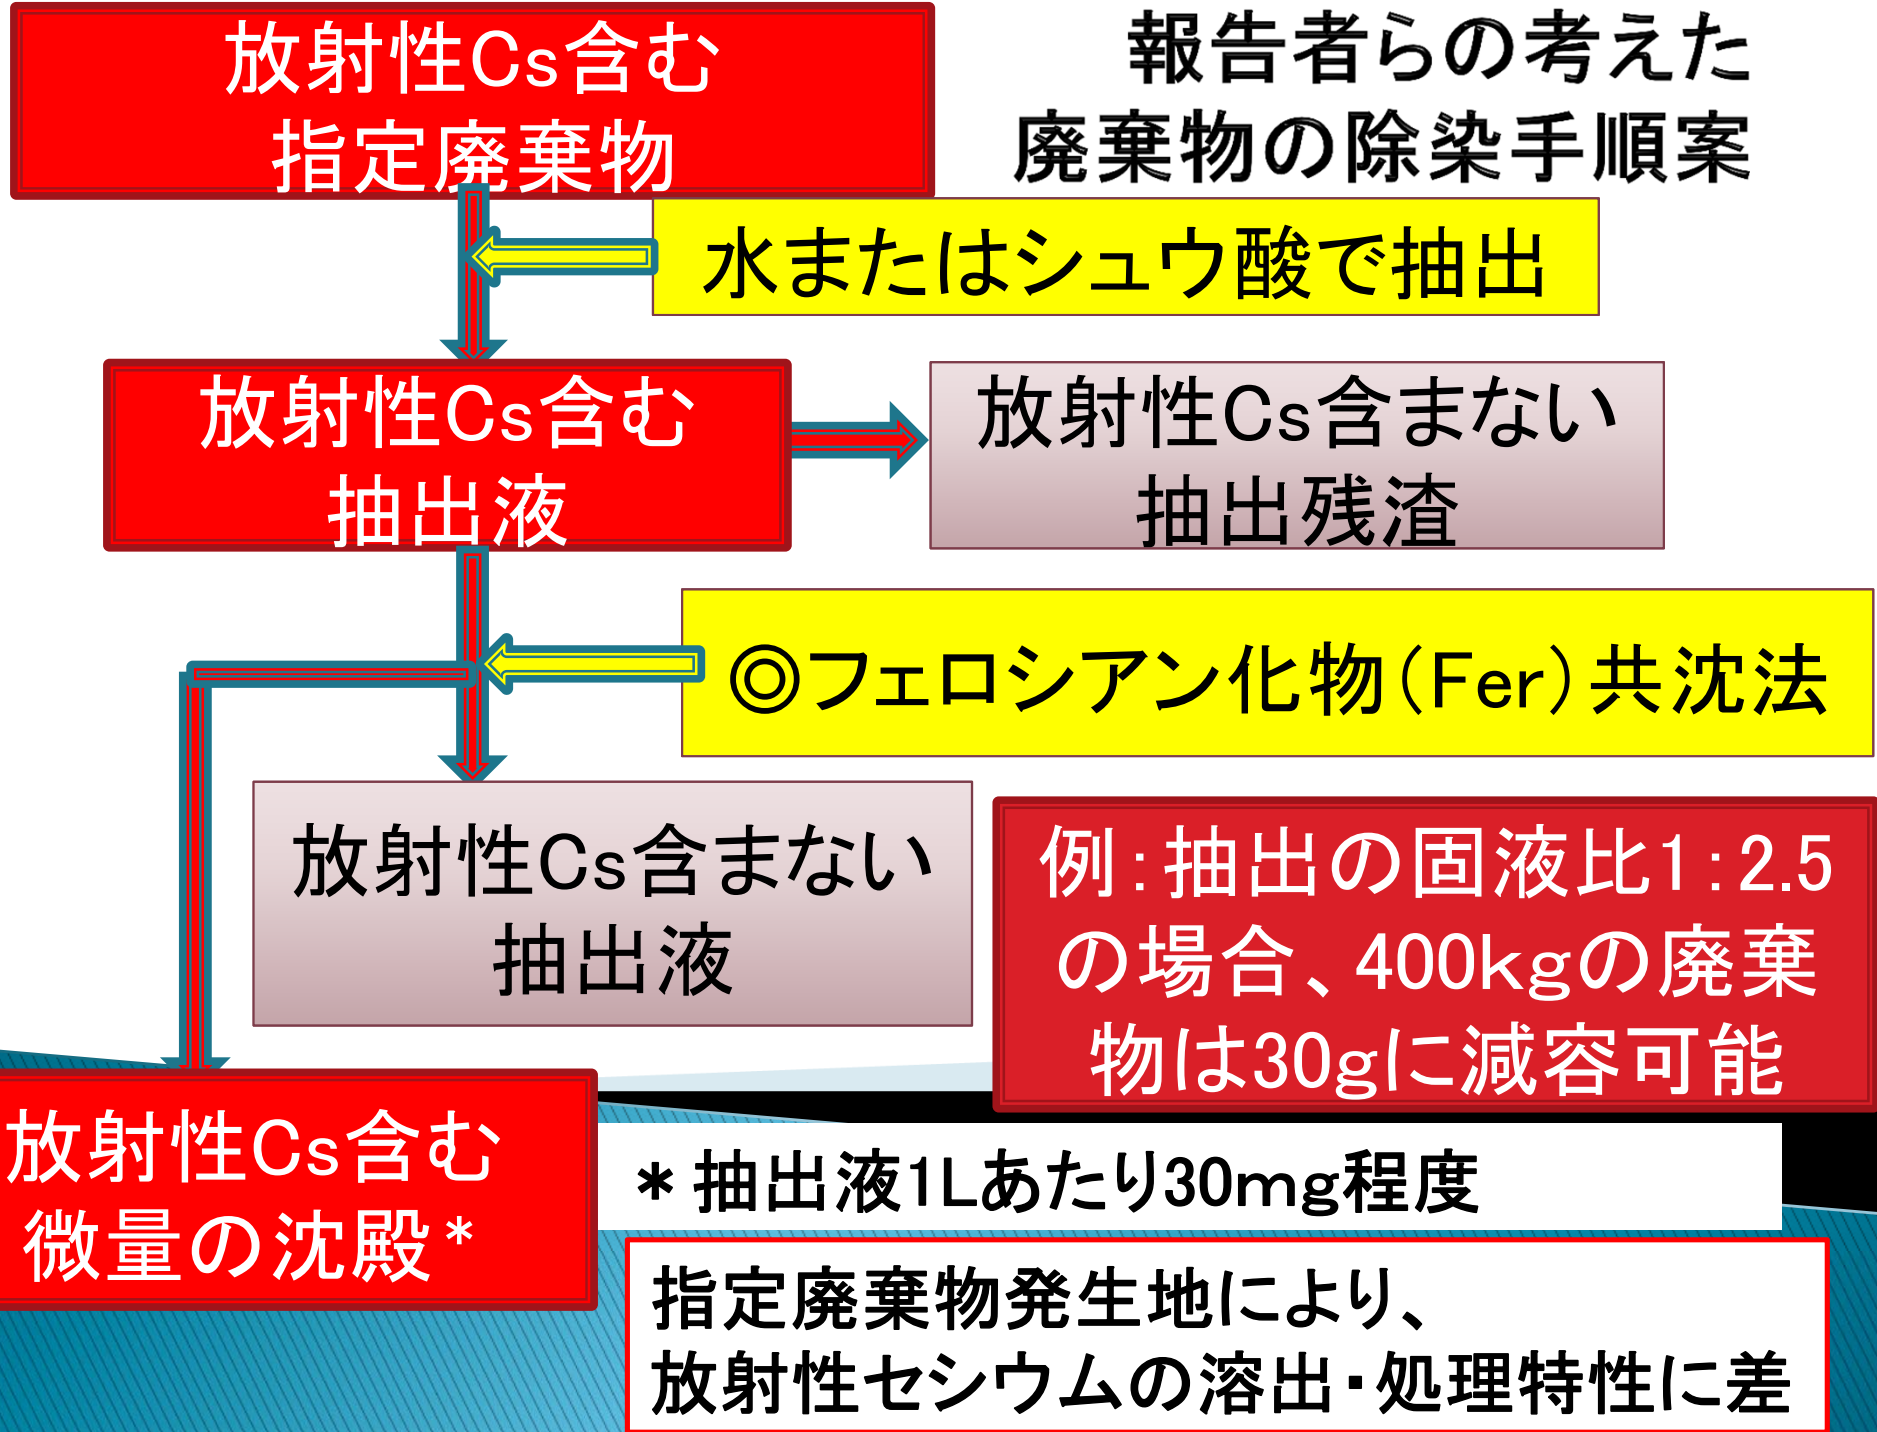 報告者らの考えた
廃棄物の除染手順案
放射性Cs含む
指定廃棄物
水またはシュウ酸で抽出
放射性Cs含む
抽出液
放射性Cs含まない
抽出残渣
◎フェロシアン化物(Fer)共沈法
放射性Cs含まない
抽出液
例:抽出の固液比1:2.5
の場合、400kgの廃棄
物は30gに減容可能
放射性Cs含む
微量の沈殿*
*抽出液1Lあたり30mg程度
指定廃棄物発生地により、
放射性セシウムの溶出・処理特性に差